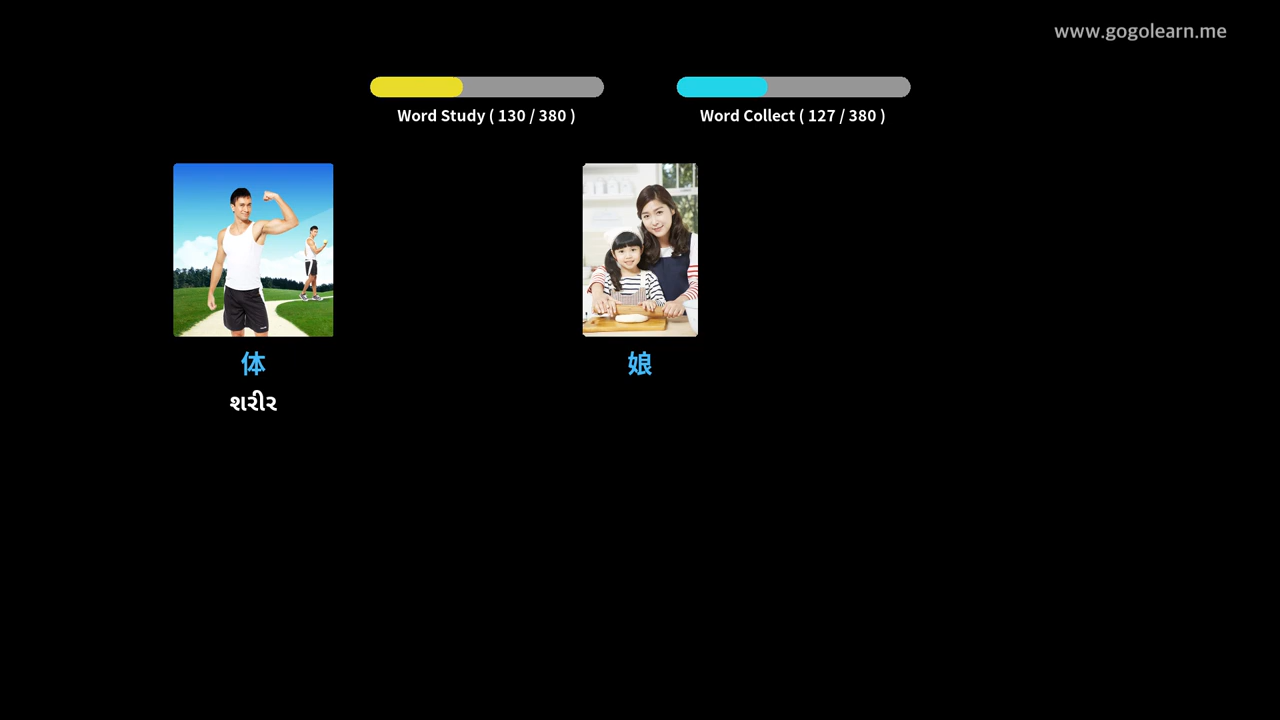 www.gogolearn.me
Word Study ( 130 / 380 )
Word Collect ( 127 / 380 )
体
શરીર
娘